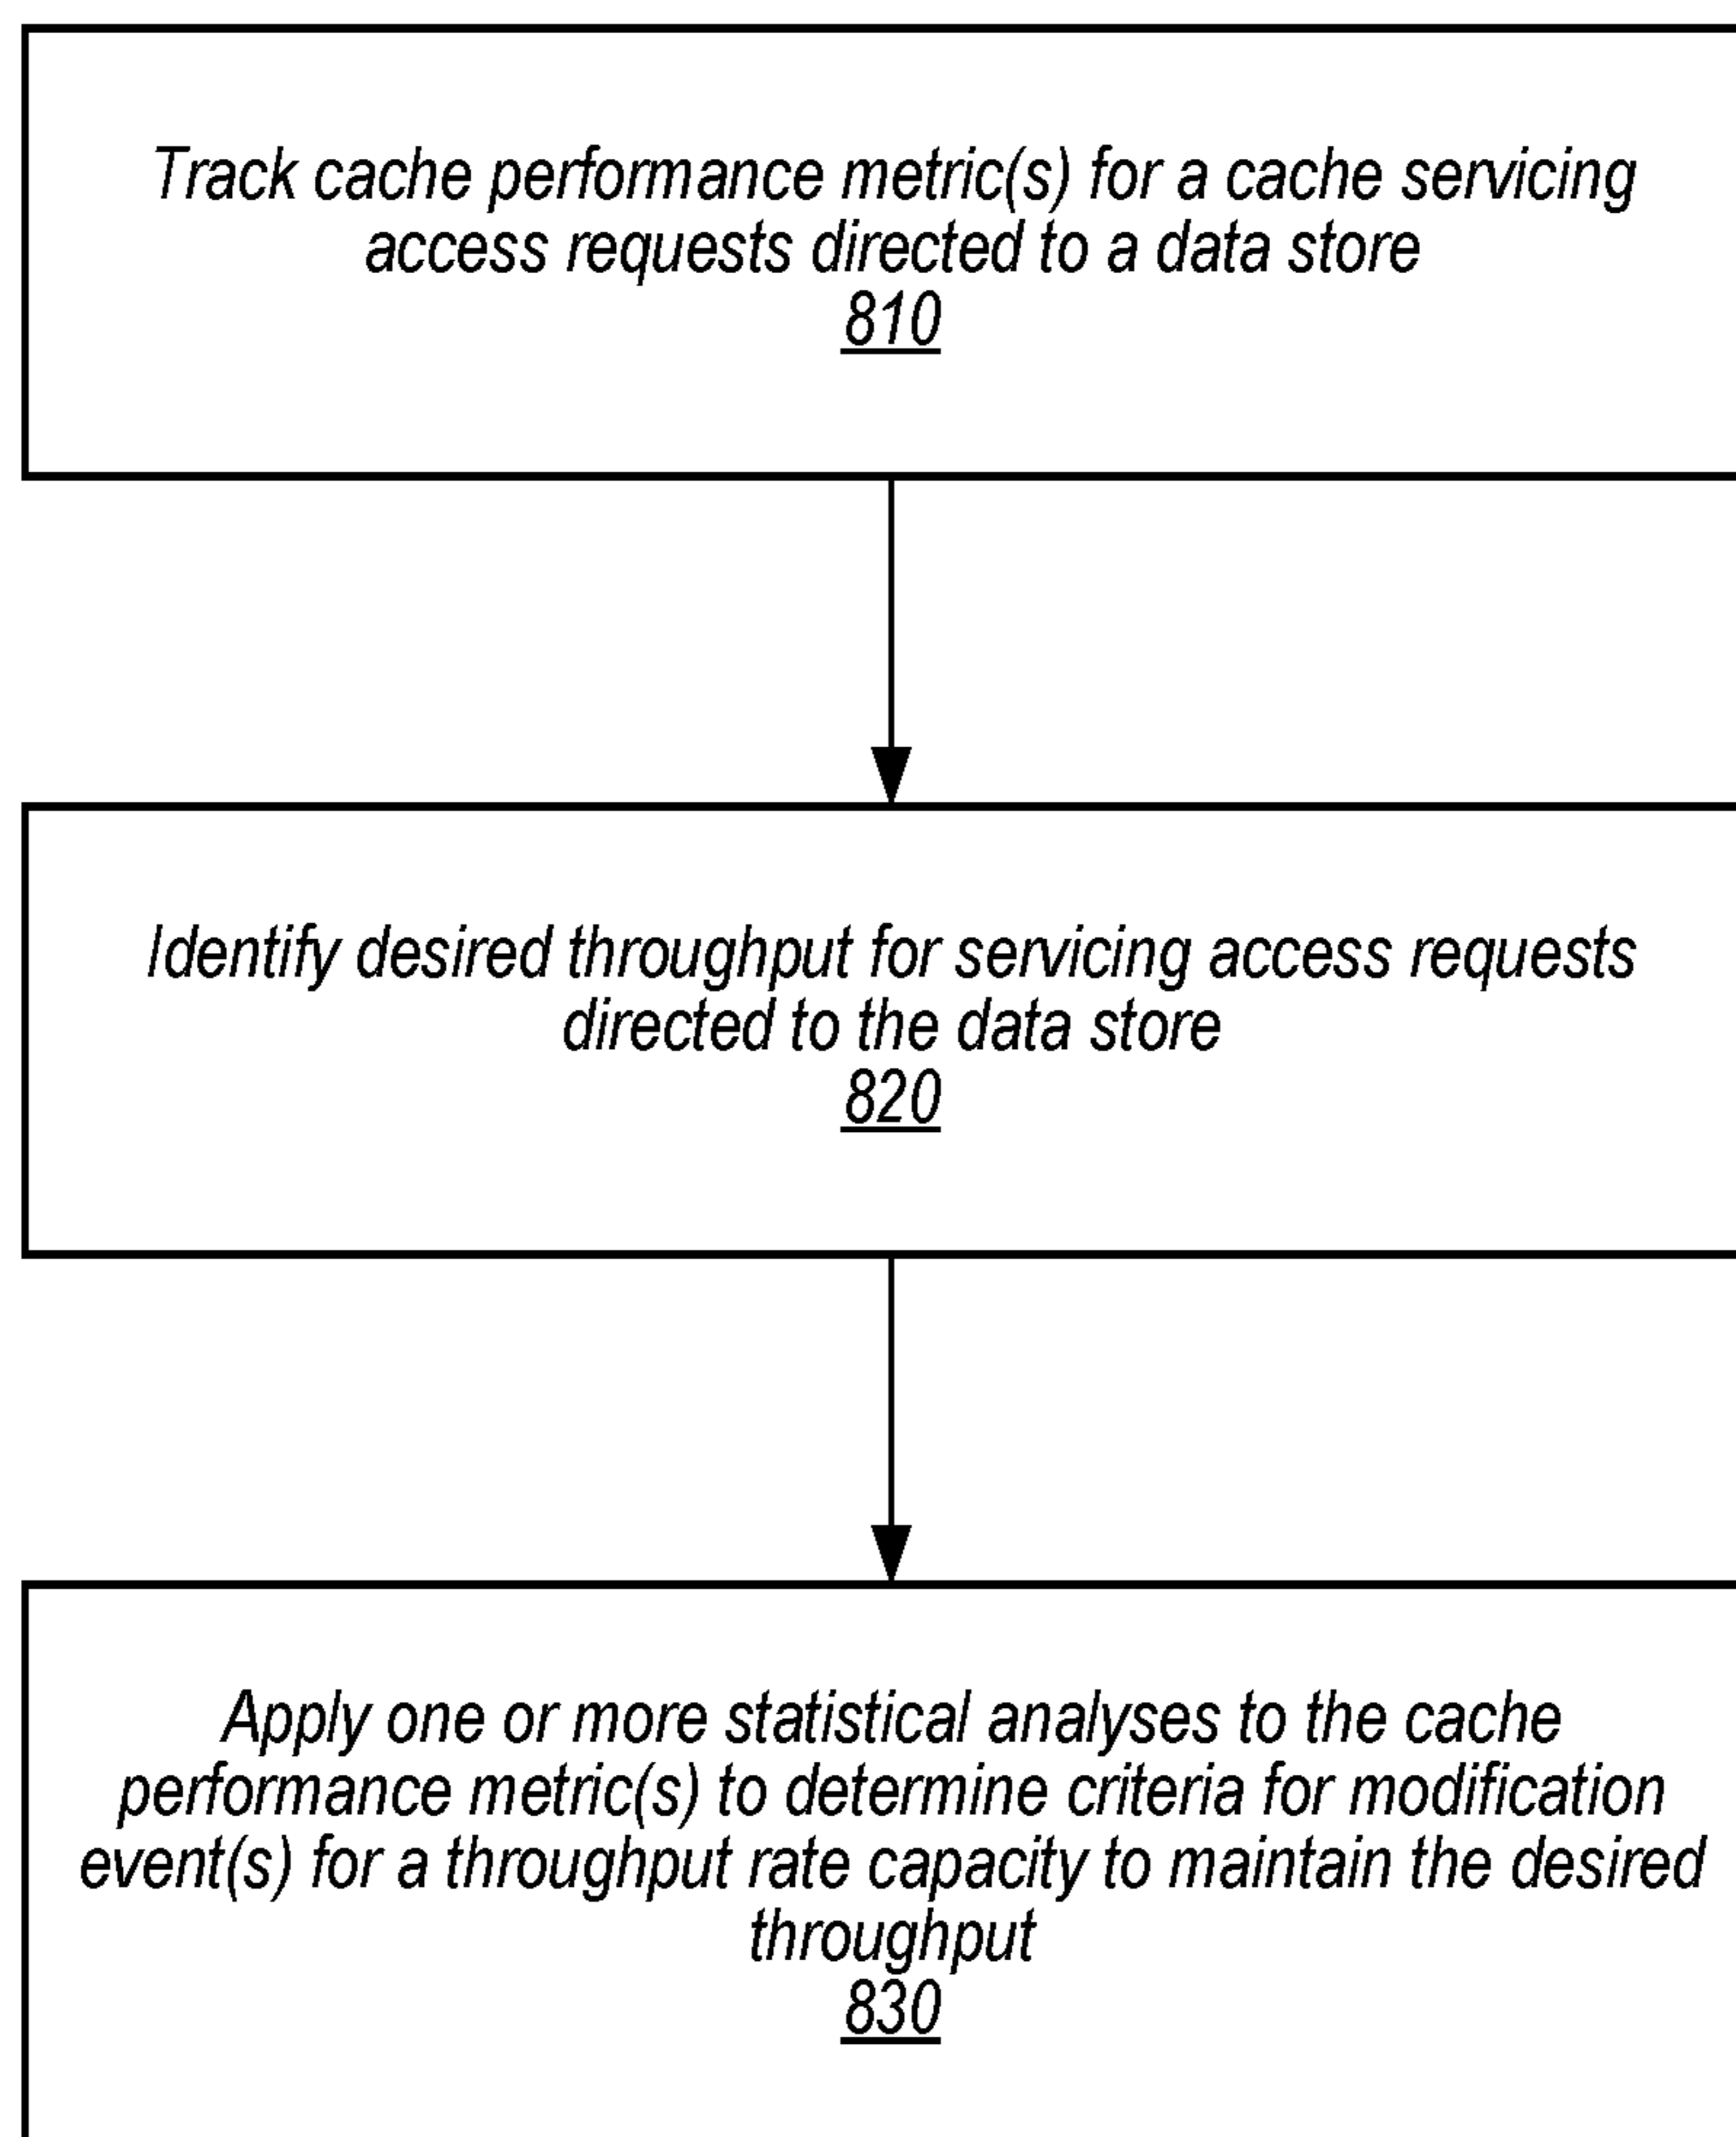 Track cache performance metric(s) for a cache servicing
access requests directed to a data store
810
Identify desired throughput for servicing access requests
directed to the data store
820
Apply one or more statistical analyses to the cache
performance metric(s) to determine criteria for modification
event(s) for a throughput rate capacity to maintain the desired
throughput
830